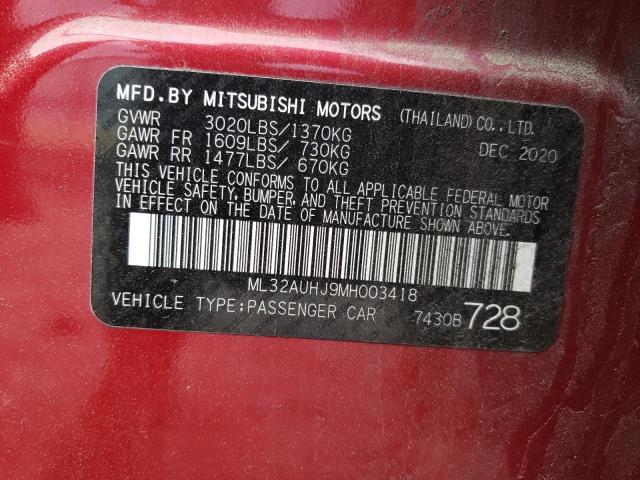 MFD.BY MITSUBISHI MOTORS (THAILAND)CO.,LTD.
GVWR 3020LBS/1370KG DEC 2020
GAWR FR 1609LBS/ 730KG
GAWR RR 1477LBS/ 670KG
THIS VEHICLE CONFORMS TO ALL APPLICABLE FEDERAL MOTOR
VEHICLE SAFETY, BUMPER, AND THEFT PREVENTION STANDARDS
IN EFFECT ON THE DATE OF MANUFACTURE SHOWN ABOVE.
ML32AUHJ9MH003418
VEHICLE TYPE:PASSENGER CAR 7430B 728